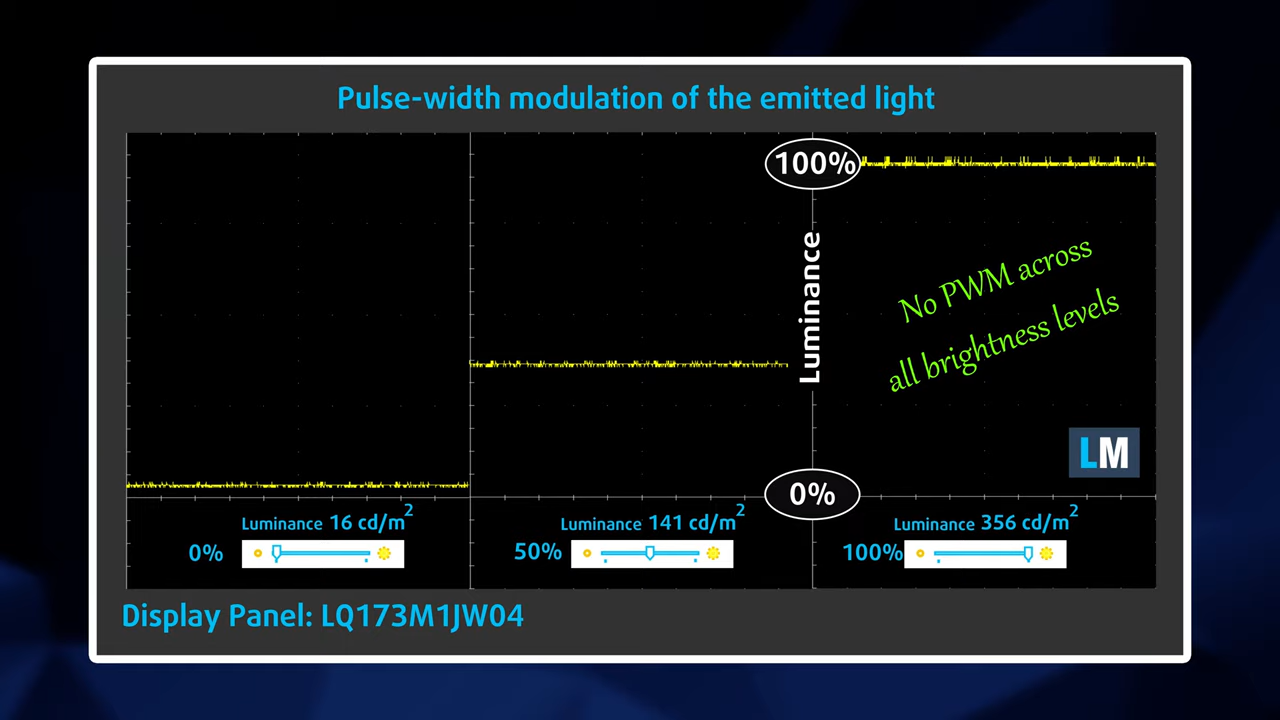 Pulse-width modulation of the emitted light
100%
Luminance
No PWM across
all brightness levels
LM
0%
Luminance 16 cd/m²
Luminance 141 cd/m²
Luminance 356 cd/m²
0%
50%
100%
Display Panel: LQ173M1JW04